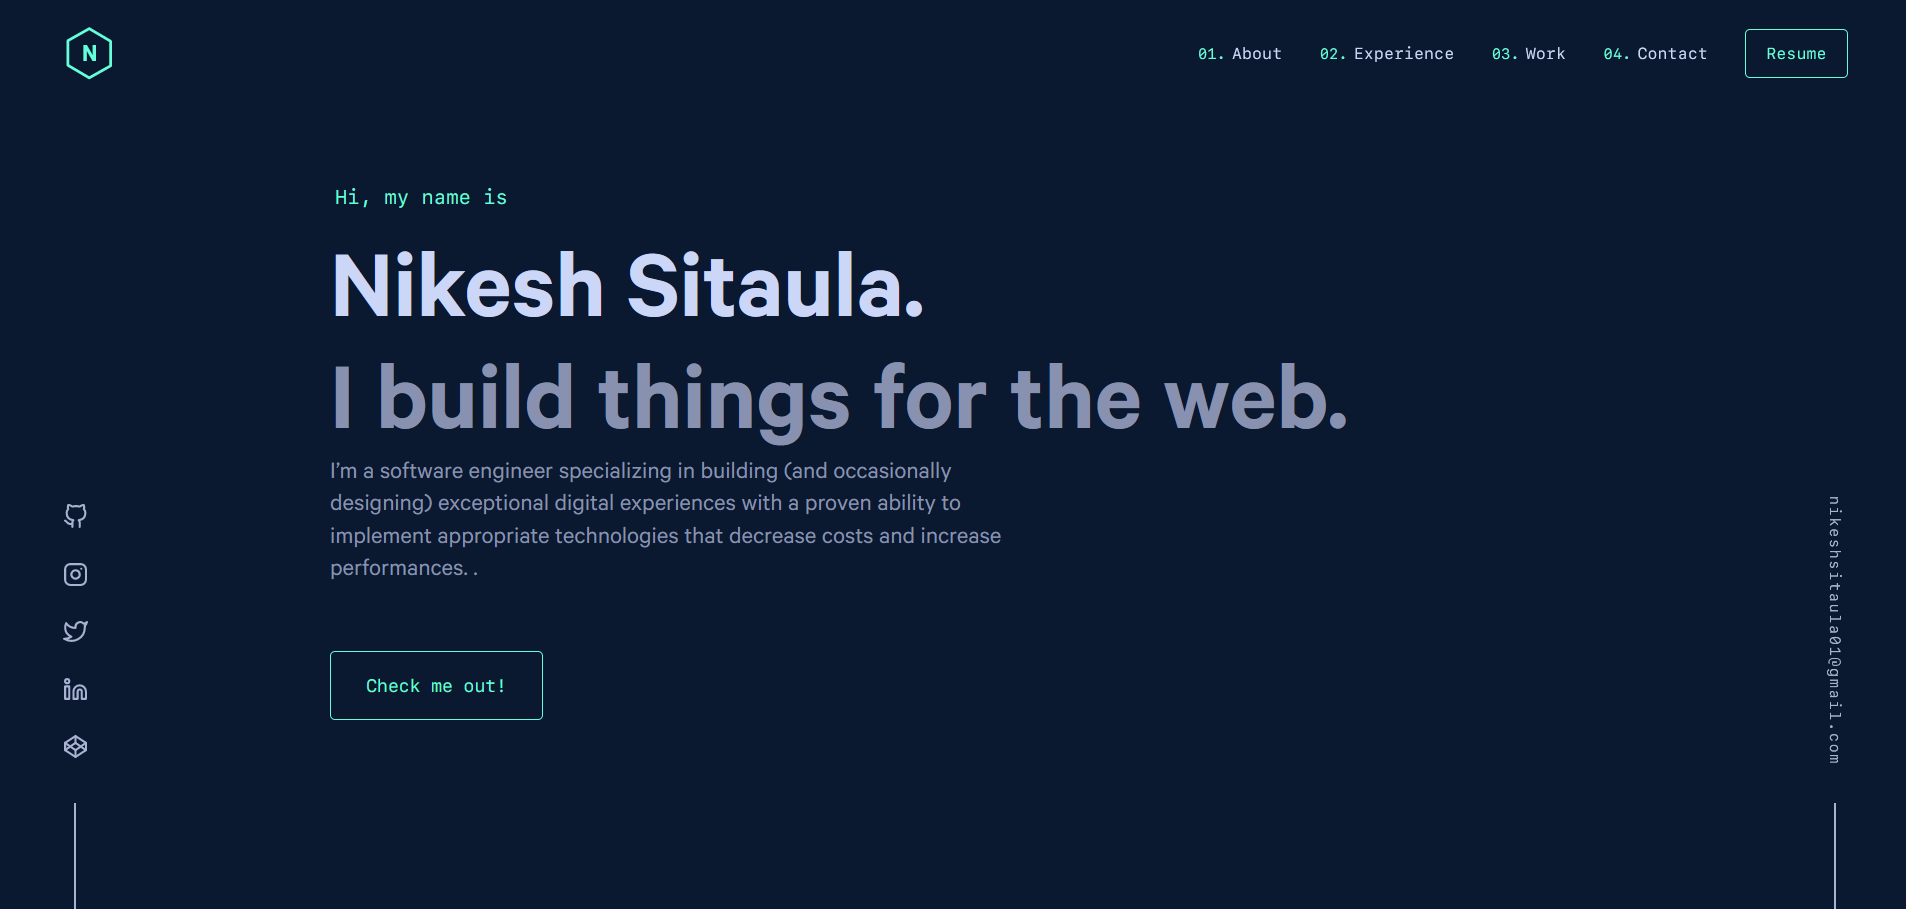 N
01. About 02. Experience 03. Work 04. Contact Resume
Hi, my name is
Nikesh Sitaula.
I build things for the web.
I'm a software engineer specializing in building (and occasionally
designing) exceptional digital experiences with a proven ability to
implement appropriate technologies that decrease costs and increase
performances. .
Check me out!
nikeshsitaula01@gmail.com